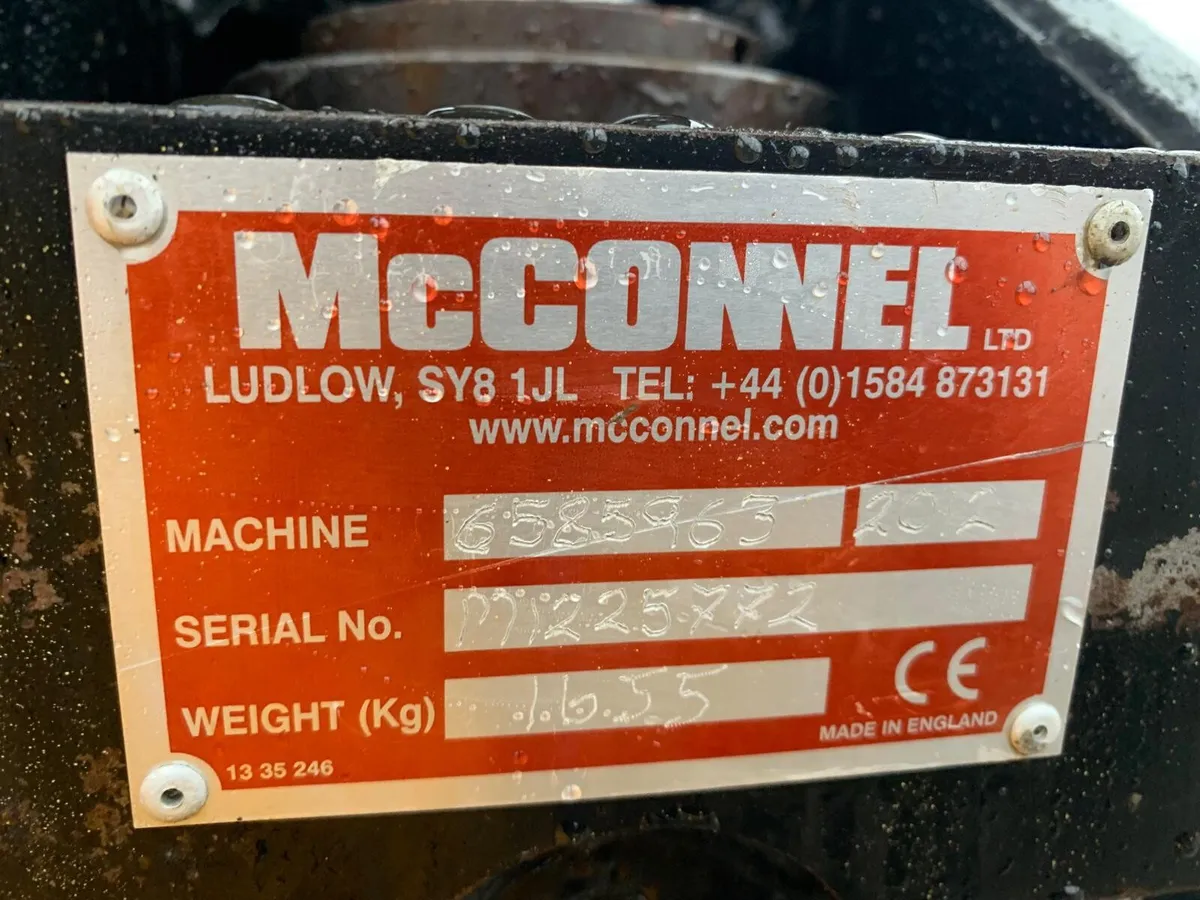 McCONNEL LTD
LUDLOW, SY8 1JL TEL: +44 (0)1584 873131
www.mcconnel.com
MACHINE 6585963 202
SERIAL No. M1225772
WEIGHT (Kg) 1655
CE
MADE IN ENGLAND
13 35 246